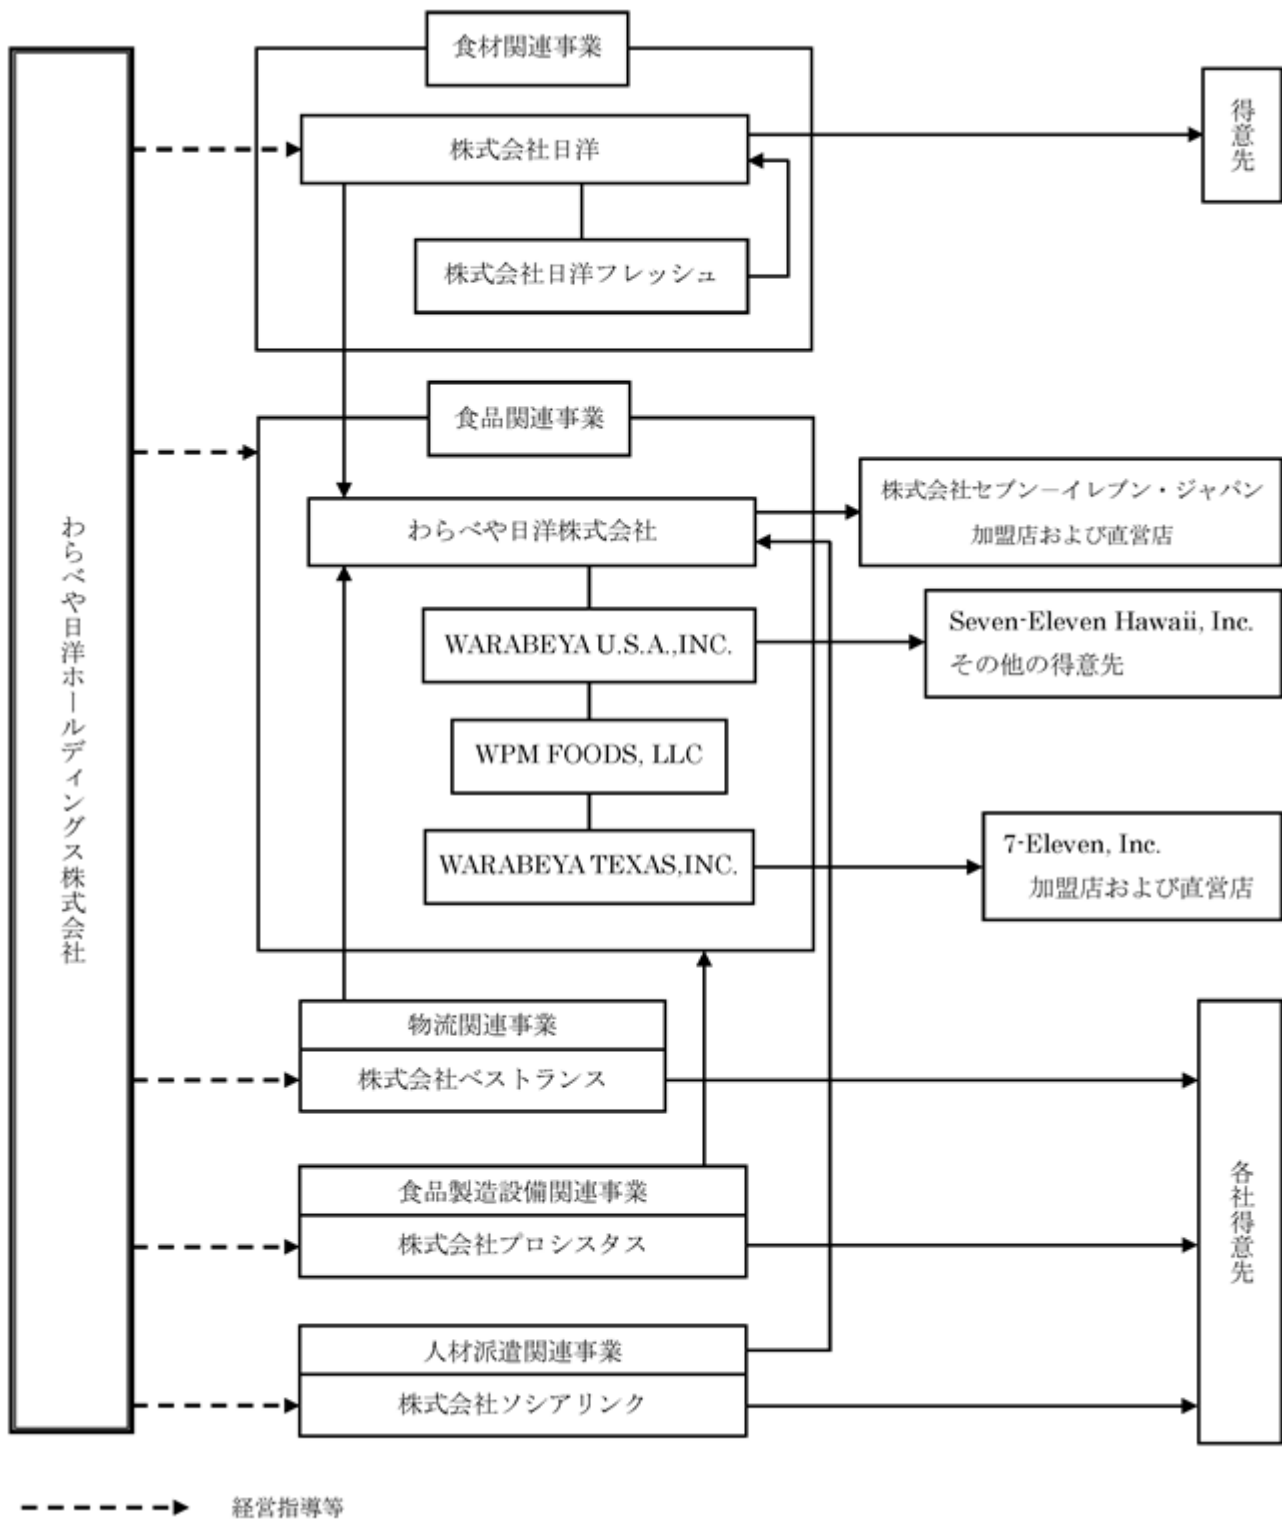 わらべや日洋ホールディングス株式会社
食材関連事業
株式会社日洋
株式会社日洋フレッシュ
得意先
食品関連事業
わらべや日洋株式会社
株式会社セブン－イレブン・ジャパン
加盟店および直営店
WARABEYA U.S.A.,INC.
Seven-Eleven Hawaii, Inc.
その他の得意先
WPM FOODS, LLC
WARABEYA TEXAS,INC.
7-Eleven, Inc.
加盟店および直営店
物流関連事業
株式会社ベストランス
食品製造設備関連事業
株式会社プロシスタス
人材派遣関連事業
株式会社ソシアリンク
各社得意先
経営指導等